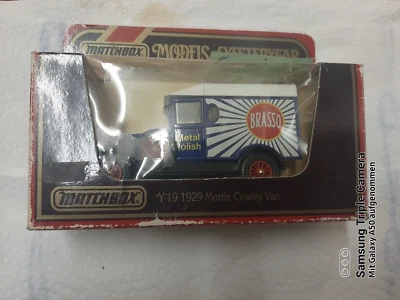 MATCHBOX MODELS OF YESTERYEAR
BRASSO
Metal
Polish
MATCHBOX
Y-19 1929 Morris Cowley Van
Samsung Triple Camera
Mit Galaxy A50 aufgenommen